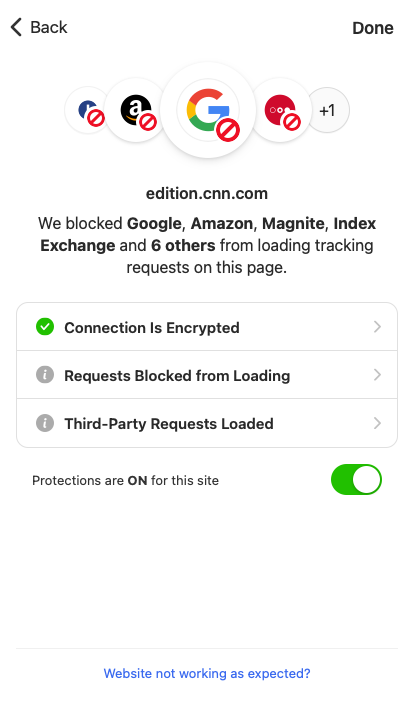 Back
Done
+1
edition.cnn.com
We blocked Google, Amazon, Magnite, Index
Exchange and 6 others from loading tracking
requests on this page.
Connection Is Encrypted
Requests Blocked from Loading
Third-Party Requests Loaded
Protections are ON for this site
Website not working as expected?